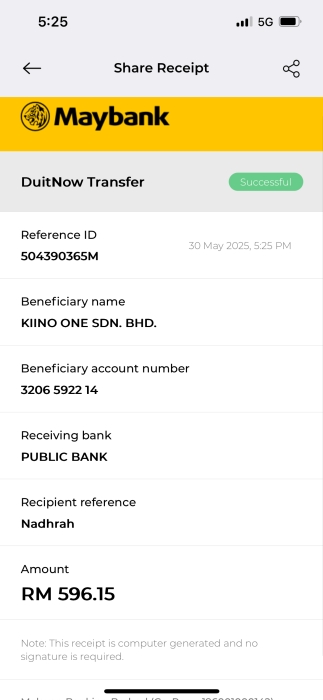 5:25
5G
Share Receipt
Maybank
DuitNow Transfer
Successful
Reference ID
30 May 2025, 5:25 PM
504390365M
Beneficiary name
KIINO ONE SDN. BHD.
Beneficiary account number
3206 5922 14
Receiving bank
PUBLIC BANK
Recipient reference
Nadhrah
Amount
RM 596.15
Note: This receipt is computer generated and no
signature is required.